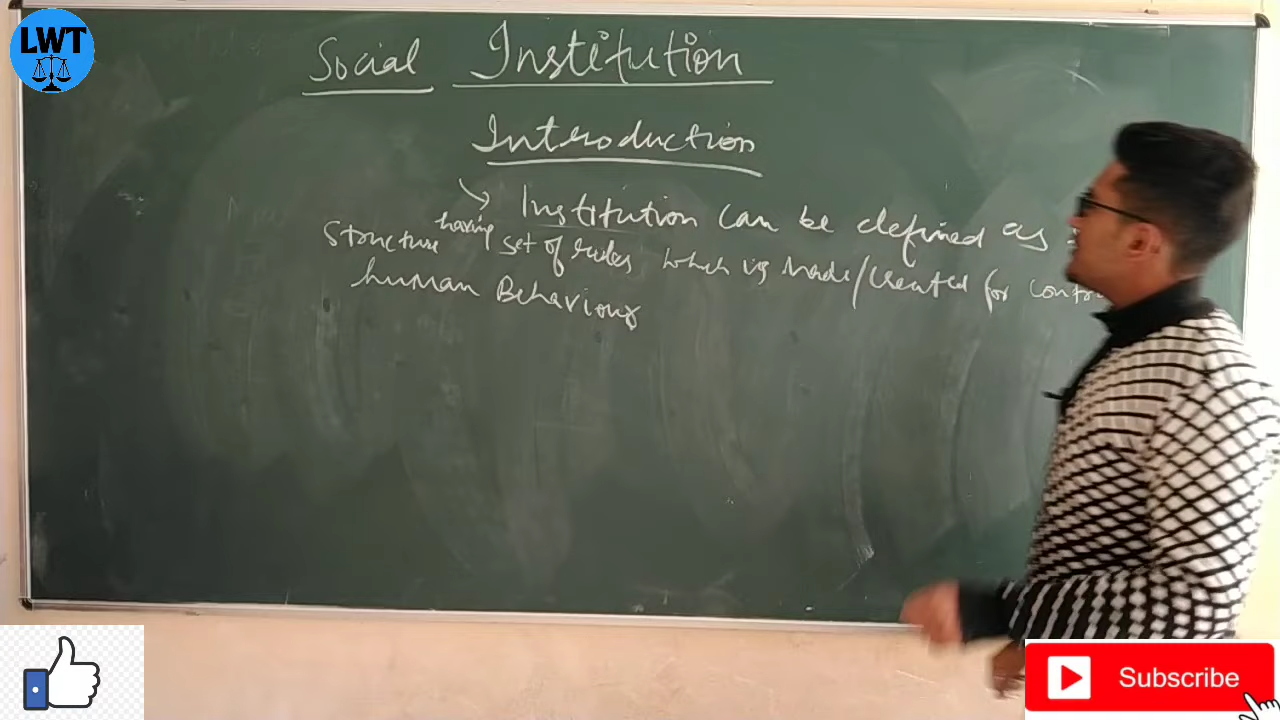 LWT
Social Institution
Introduction
Institution can be defined as
Structure having set of rules which is Made/created for
human Behaviour
Subscribe